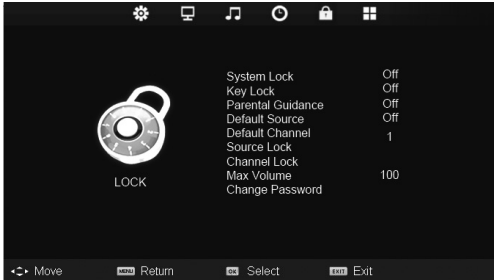 System Lock Off
Key Lock Off
Parental Guidance Off
Default Source Off
Default Channel 1
Source Lock
Channel Lock
Max Volume 100
Change Password
LOCK
Move MENU Return OK Select EXIT Exit